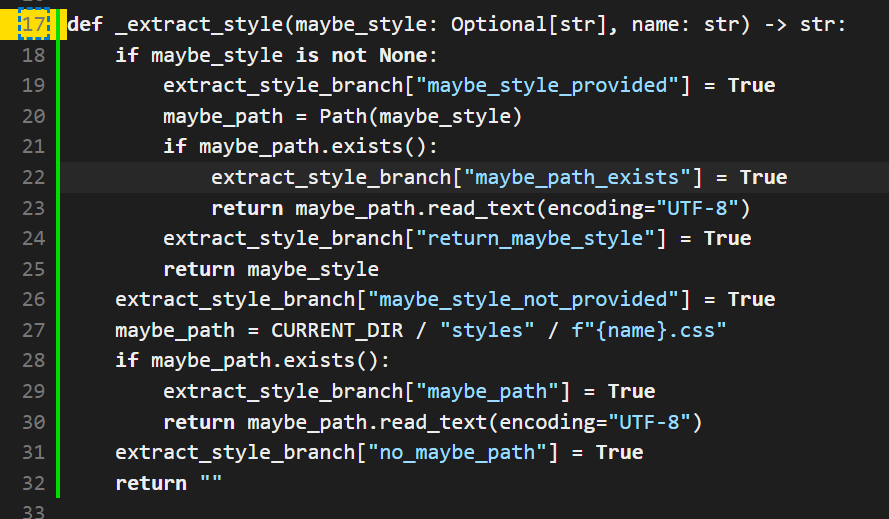 17 def _extract_style(maybe_style: Optional[str], name: str) -> str:
18     if maybe_style is not None:
19         extract_style_branch["maybe_style_provided"] = True
20         maybe_path = Path(maybe_style)
21         if maybe_path.exists():
22             extract_style_branch["maybe_path_exists"] = True
23             return maybe_path.read_text(encoding="UTF-8")
24         extract_style_branch["return_maybe_style"] = True
25         return maybe_style
26     extract_style_branch["maybe_style_not_provided"] = True
27     maybe_path = CURRENT_DIR / "styles" / f"{name}.css"
28     if maybe_path.exists():
29         extract_style_branch["maybe_path"] = True
30         return maybe_path.read_text(encoding="UTF-8")
31     extract_style_branch["no_maybe_path"] = True
32     return ""
33